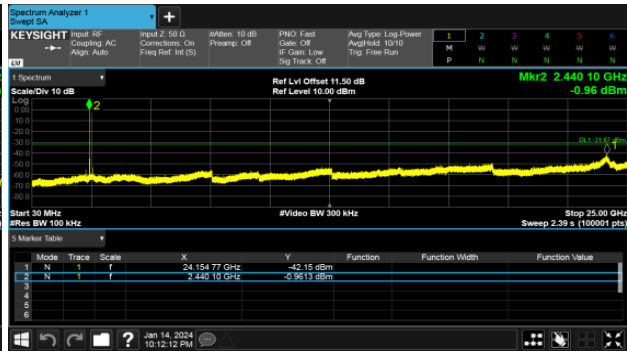 Spectrum Analyzer 1
Swept SA
KEYSIGHT Input: RF Input Z: 50 Ω #Atten: 10 dB PNO: Fast Avg Type: Log-Power 1 2 3 4 5 6
Coupling: AC Corrections: On Preamp: Off Gate: Off Avg|Hold: 10/10 M W W W W W
Align: Auto Freq Ref: Int (S) IF Gain: Low Trig: Free Run
Sig Track: Off P N N N N N
LXI
1 Spectrum Ref Lvl Offset 11.50 dB Mkr2 2.440 10 GHz
Scale/Div 10 dB Ref Level 10.00 dBm -0.96 dBm
Log
0.00
-10.0
-20.0
-30.0
-40.0
-50.0
-60.0
-70.0
-80.0
2
1
Start 30 MHz #Video BW 300 kHz Stop 25.00 GHz
#Res BW 100 kHz Sweep 2.39 s (100001 pts)
5 Marker Table
Mode Trace Scale X Y Function Function Width Function Value
1 N 1 f 24.154 77 GHz -42.15 dBm
2 N 1 f 2.440 10 GHz -0.9613 dBm
3
4
5
6
? Jan 14, 2024
10:12:12 PM